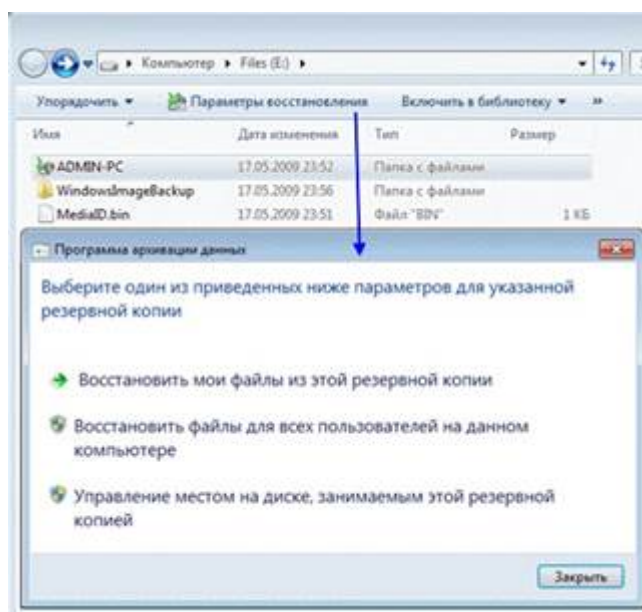 Компьютер ▸ Files (E:) ▸
Упорядочить Параметры восстановления Включить в библиотеку »
Имя Дата изменения Тип Размер
ADMIN-PC 17.05.2009 23:52 Папка с файлами
WindowsImageBackup 17.05.2009 23:56 Папка с файлами
MediaID.bin 17.05.2009 23:51 Файл "BIN" 1 КБ
Программа архивации данных
Выберите один из приведенных ниже параметров для указанной
резервной копии
Восстановить мои файлы из этой резервной копии
Восстановить файлы для всех пользователей на данном
компьютере
Управление местом на диске, занимаемым этой резервной
копией
Закрыть